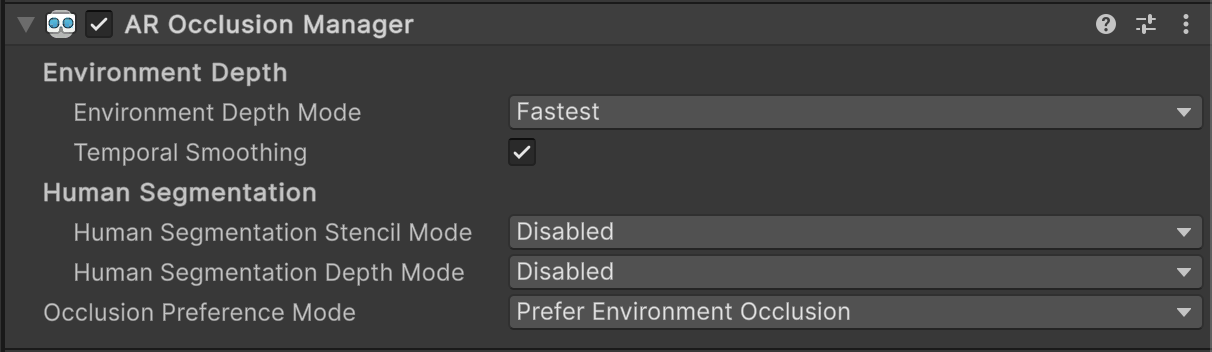 AR Occlusion Manager
Environment Depth
Environment Depth Mode Fastest
Temporal Smoothing
Human Segmentation
Human Segmentation Stencil Mode Disabled
Human Segmentation Depth Mode Disabled
Occlusion Preference Mode Prefer Environment Occlusion